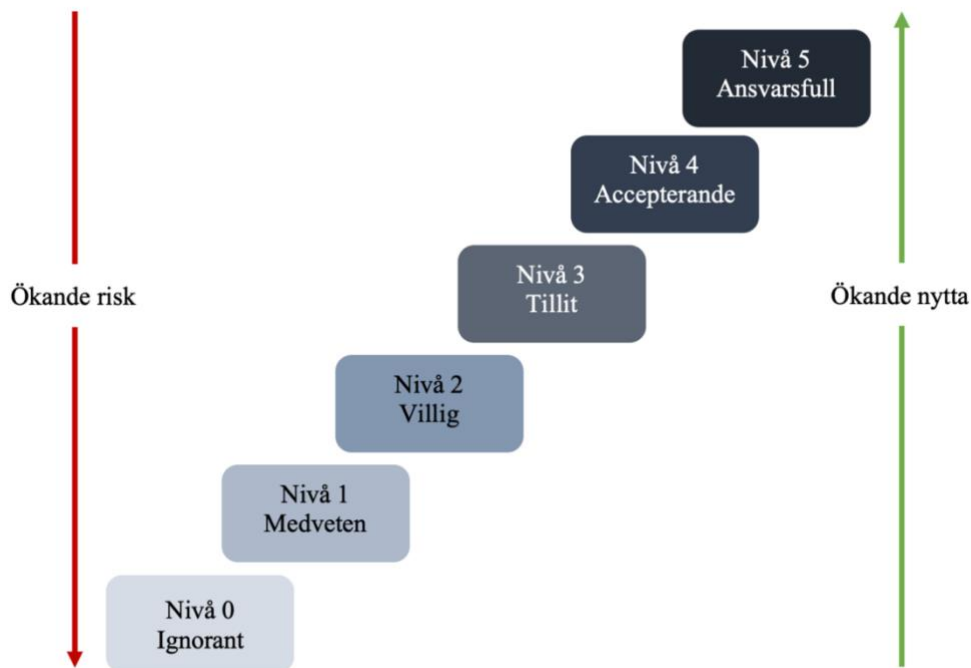 Nivå 5
Ansvarsfull
Nivå 4
Accepterande
Nivå 3
Tillit
Ökande risk
Ökande nytta
Nivå 2
Villig
Nivå 1
Medveten
Nivå 0
Ignorant